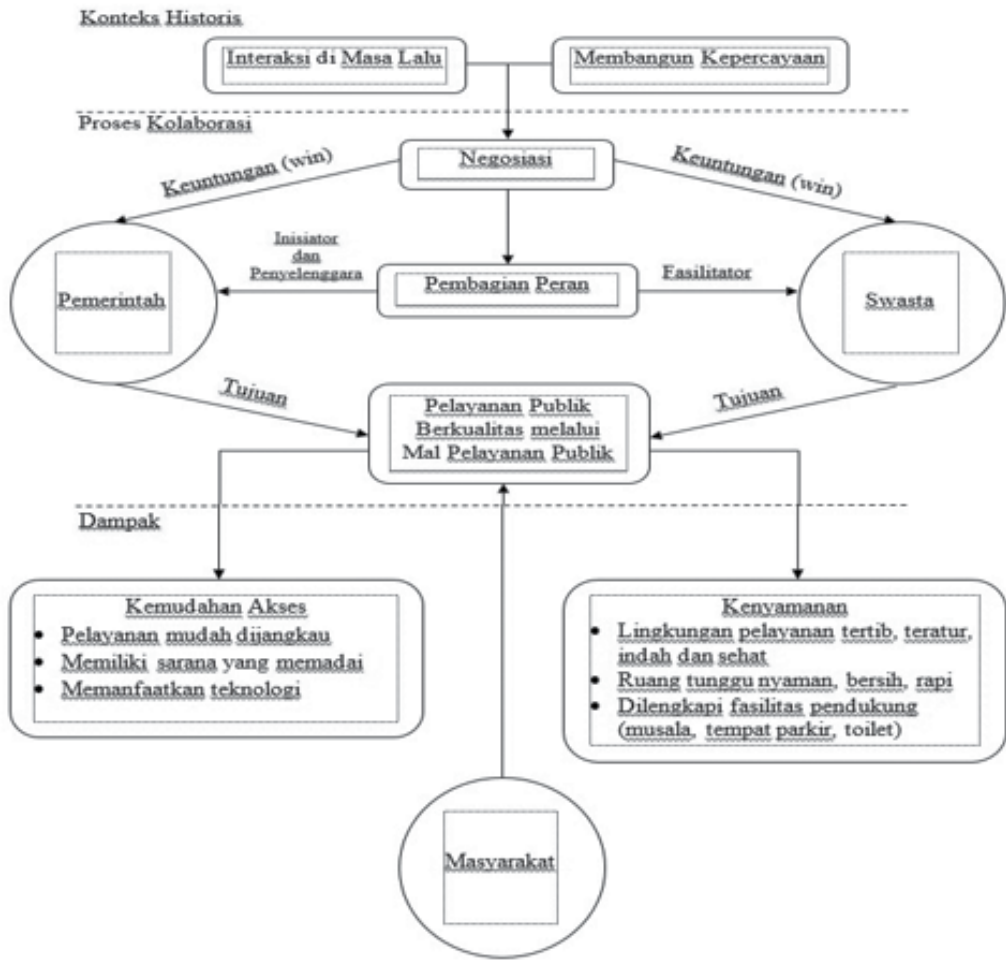 Konteks Historis
Interaksi di Masa Lalu
Membangun Kepercayaan
Proses Kolaborasi
Negosiasi
Keuntungan (win)
Keuntungan (win)
Inisiator
dan
Penyelenggara
Pembagian Peran
Fasilitator
Pemerintah
Swasta
Tujuan
Tujuan
Pelayanan Publik
Berkualitas melalui
Mal Pelayanan Publik
Dampak
Kemudahan Akses
• Pelayanan mudah dijangkau
• Memiliki sarana yang memadai
• Memanfaatkan teknologi
Kenyamanan
• Lingkungan pelayanan tertib, teratur,
indah dan sehat
• Ruang tunggu nyaman, bersih, rapi
• Dilengkapi fasilitas pendukung
(musala, tempat parkir, toilet)
Masyarakat